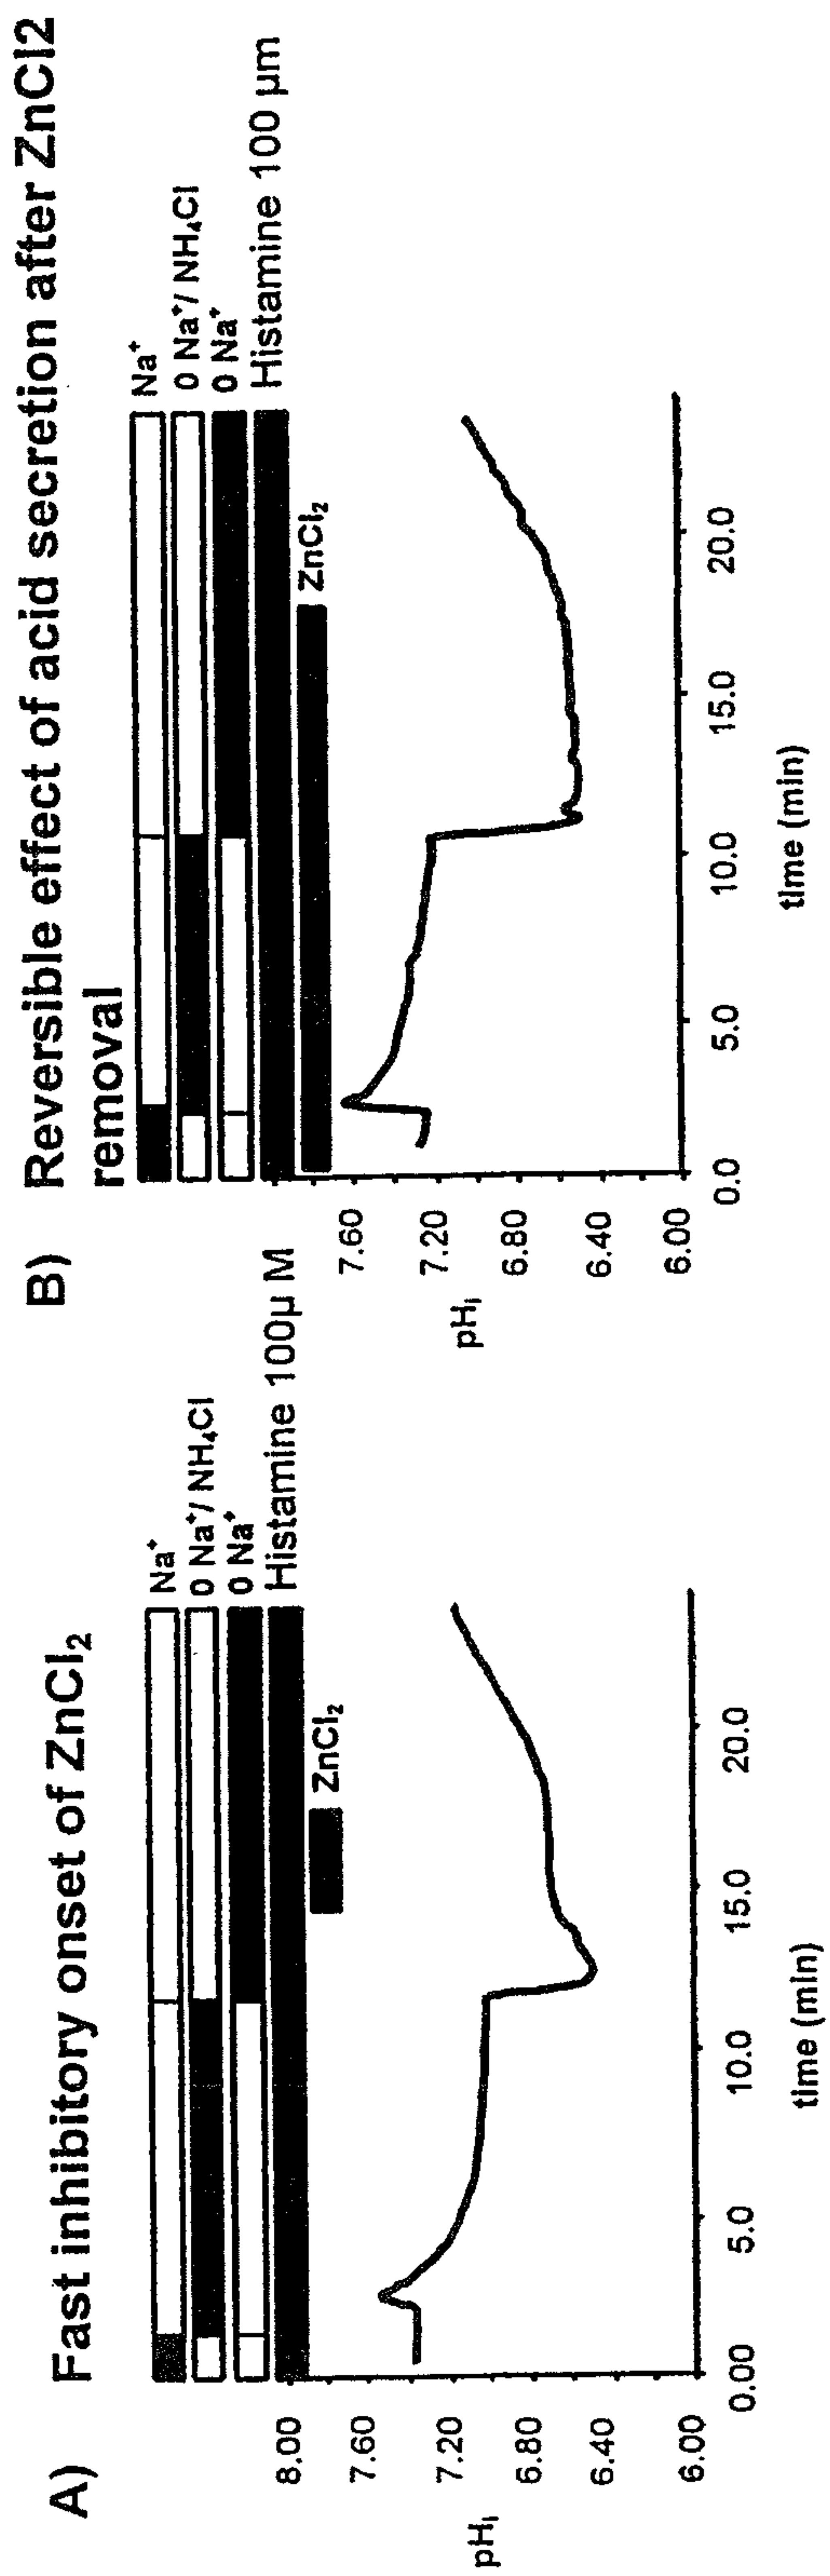 A) Fast inhibitory onset of ZnCl₂
Na⁺
0 Na⁺/ NH₄Cl
0 Na⁺
Histamine 100µ M
ZnCl₂
8.00
7.60
7.20
6.80
6.40
6.00
pHᵢ
0.00
5.0
10.0
15.0
20.0
time (min)
B) Reversible effect of acid secretion after ZnCl2
removal
Na⁺
0 Na⁺/ NH₄Cl
0 Na⁺
Histamine 100 µm
ZnCl₂
7.60
7.20
6.80
6.40
6.00
pHᵢ
0.0
5.0
10.0
15.0
20.0
time (min)